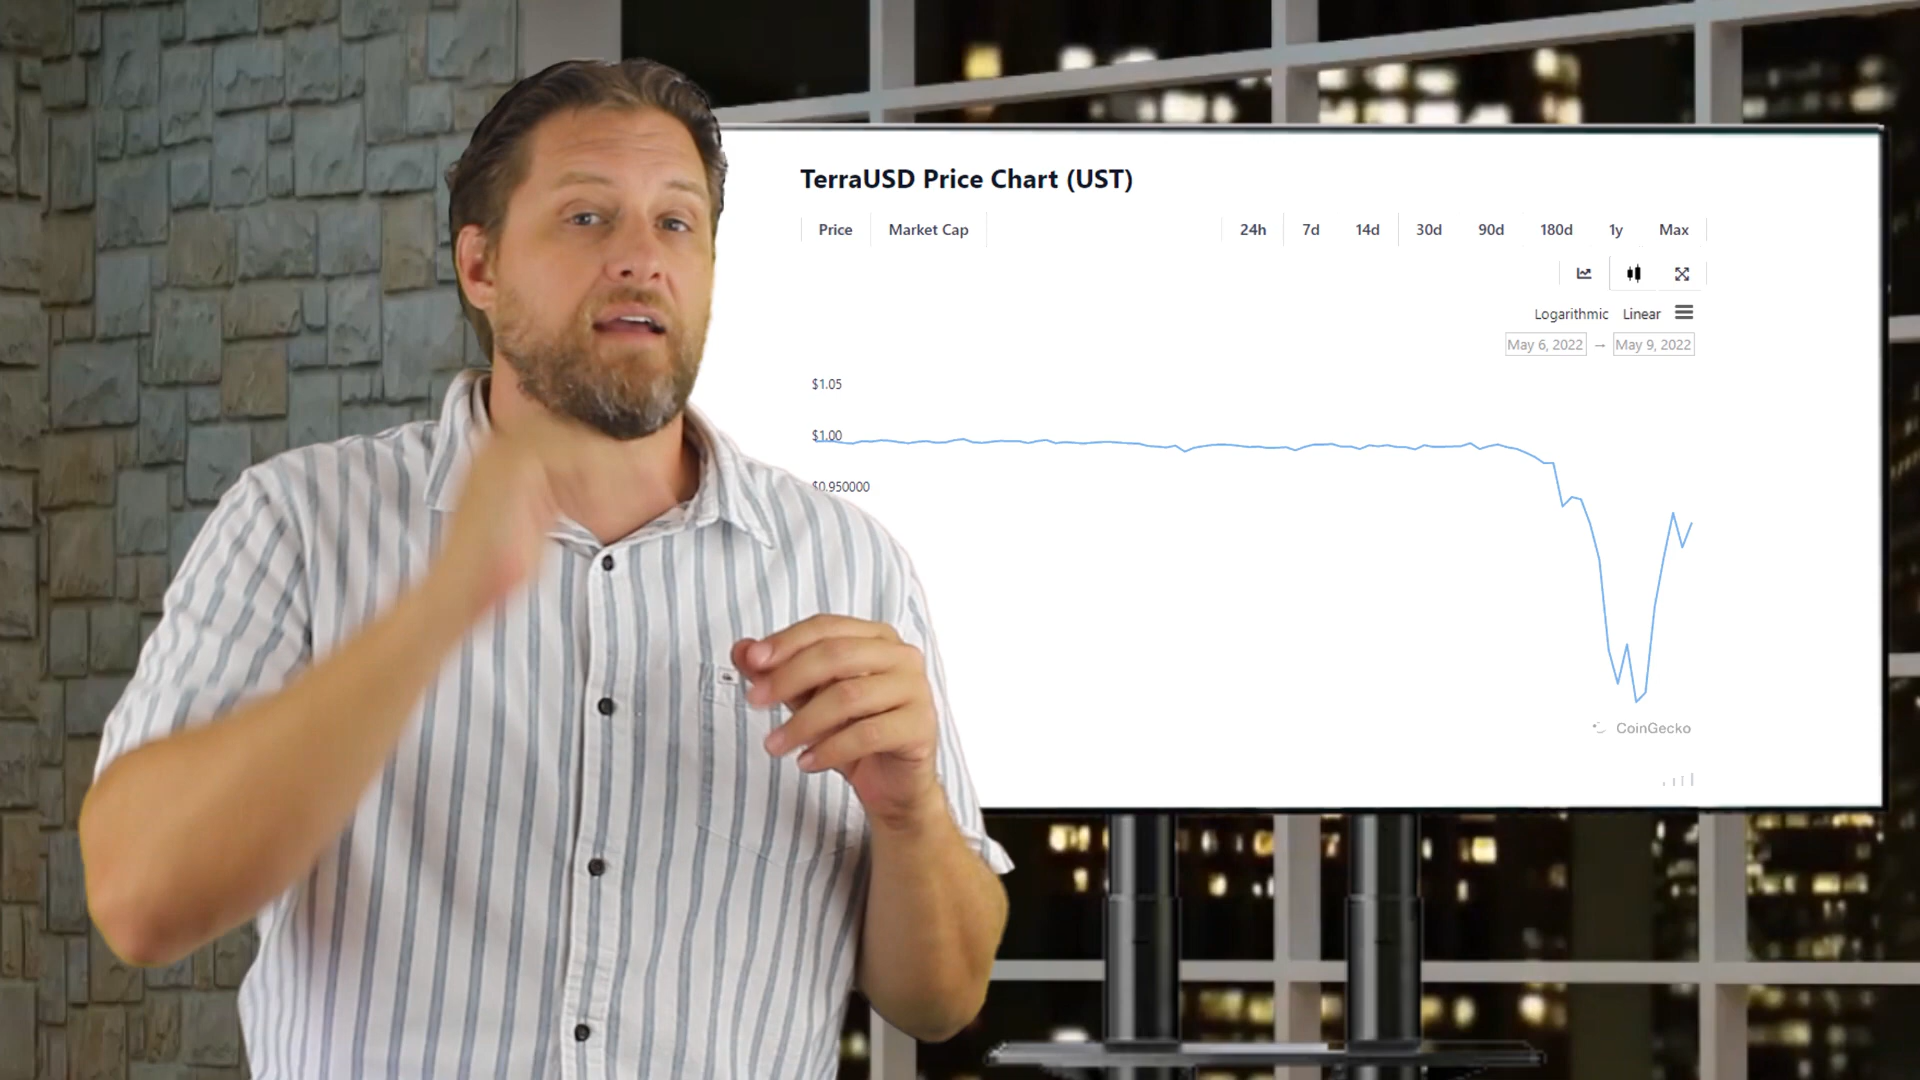 TerraUSD Price Chart (UST)
Price Market Cap 24h 7d 14d 30d 90d 180d 1y Max
Logarithmic Linear
May 6, 2022 → May 9, 2022
$1.05
$1.00
$0.950000
CoinGecko